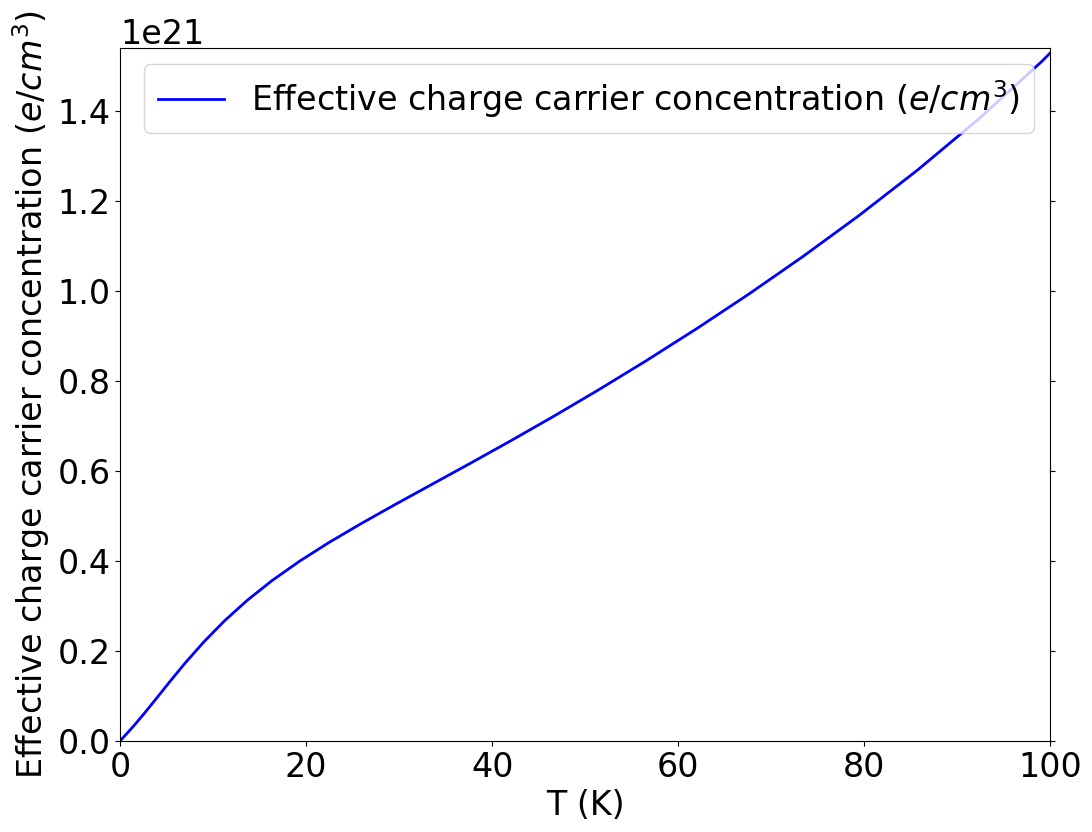 1e21
Effective charge carrier concentration (e/cm³)
Effective charge carrier concentration (e/cm³)
1.4
1.2
1.0
0.8
0.6
0.4
0.2
0.0
0 20 40 60 80 100
T (K)